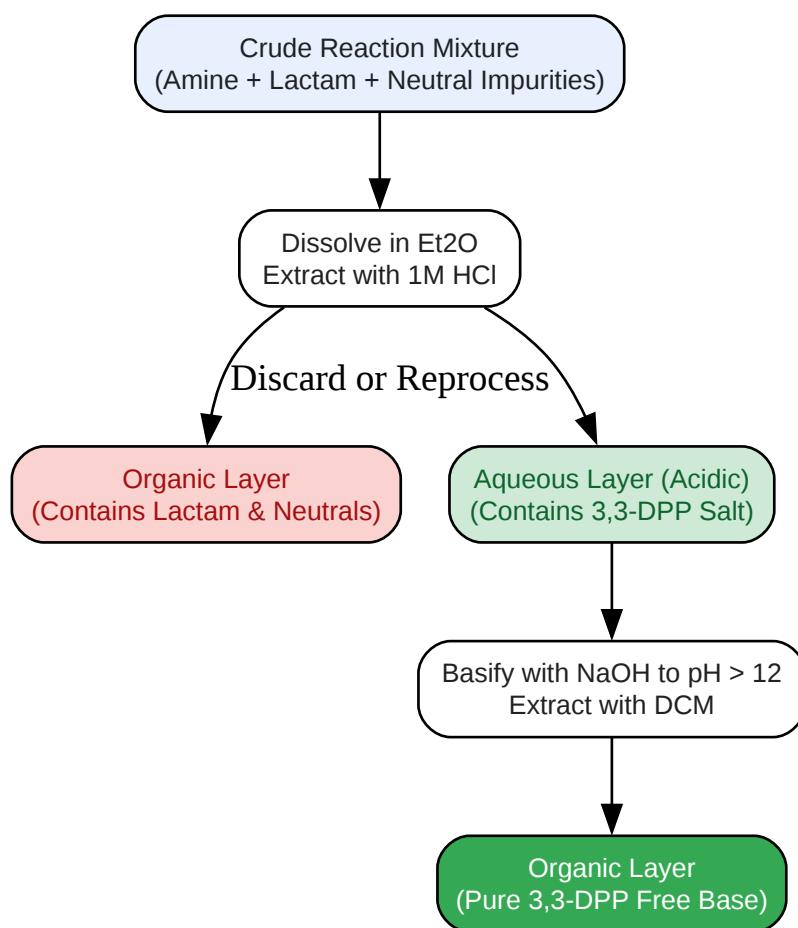 Crude Reaction Mixture
(Amine + Lactam + Neutral Impurities)
Dissolve in Et2O
Extract with 1M HCl
Discard or Reprocess
Organic Layer
(Contains Lactam & Neutrals)
Aqueous Layer (Acidic)
(Contains 3,3-DPP Salt)
Basify with NaOH to pH > 12
Extract with DCM
Organic Layer
(Pure 3,3-DPP Free Base)